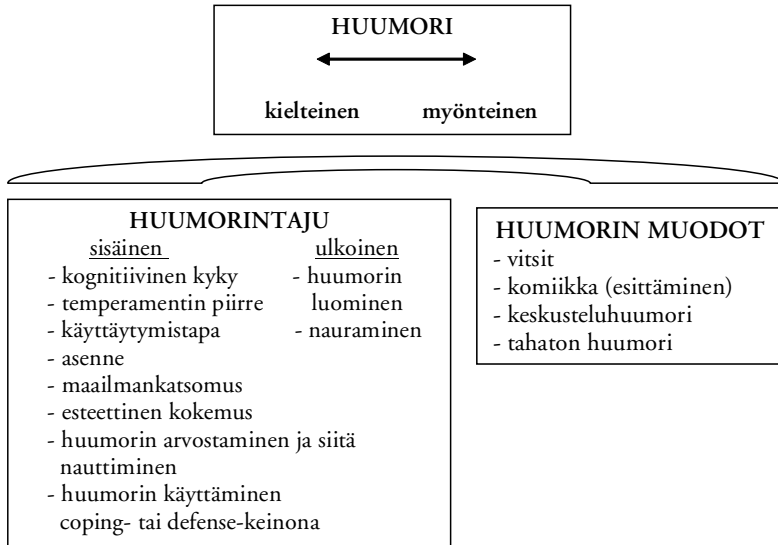 HUUMORI
kielteinen myönteinen
HUUMORINTAJU
sisäinen ulkoinen
- kognitiivinen kyky - huumorin
- temperamentin piirre luominen
- käyttäytymistapa - nauraminen
- asenne
- maailmankatsomus
- esteettinen kokemus
- huumorin arvostaminen ja siitä
nauttiminen
- huumorin käyttäminen
coping- tai defense-keinona
HUUMORIN MUODOT
- vitsit
- komiikka (esittäminen)
- keskusteluhuumori
- tahaton huumori